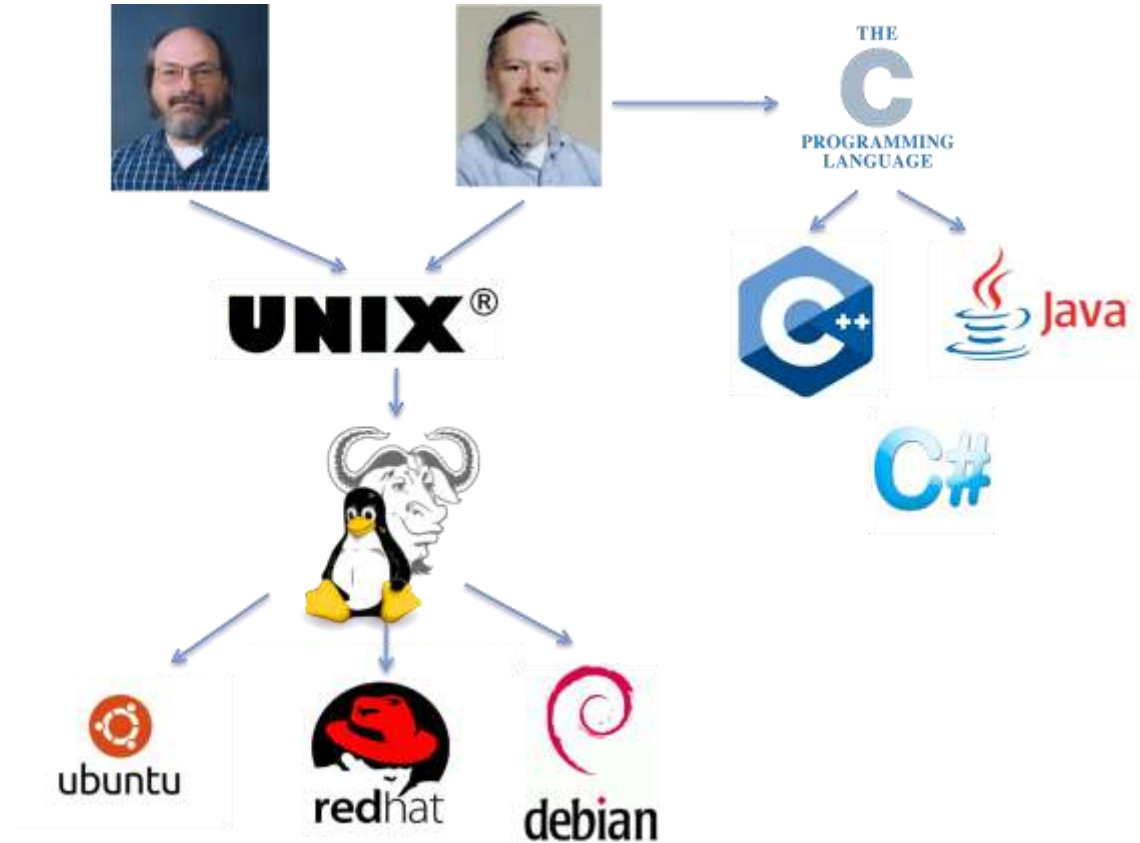 THE
C
PROGRAMMING
LANGUAGE
C++
Java
UNIX®
C#
ubuntu
redhat
debian